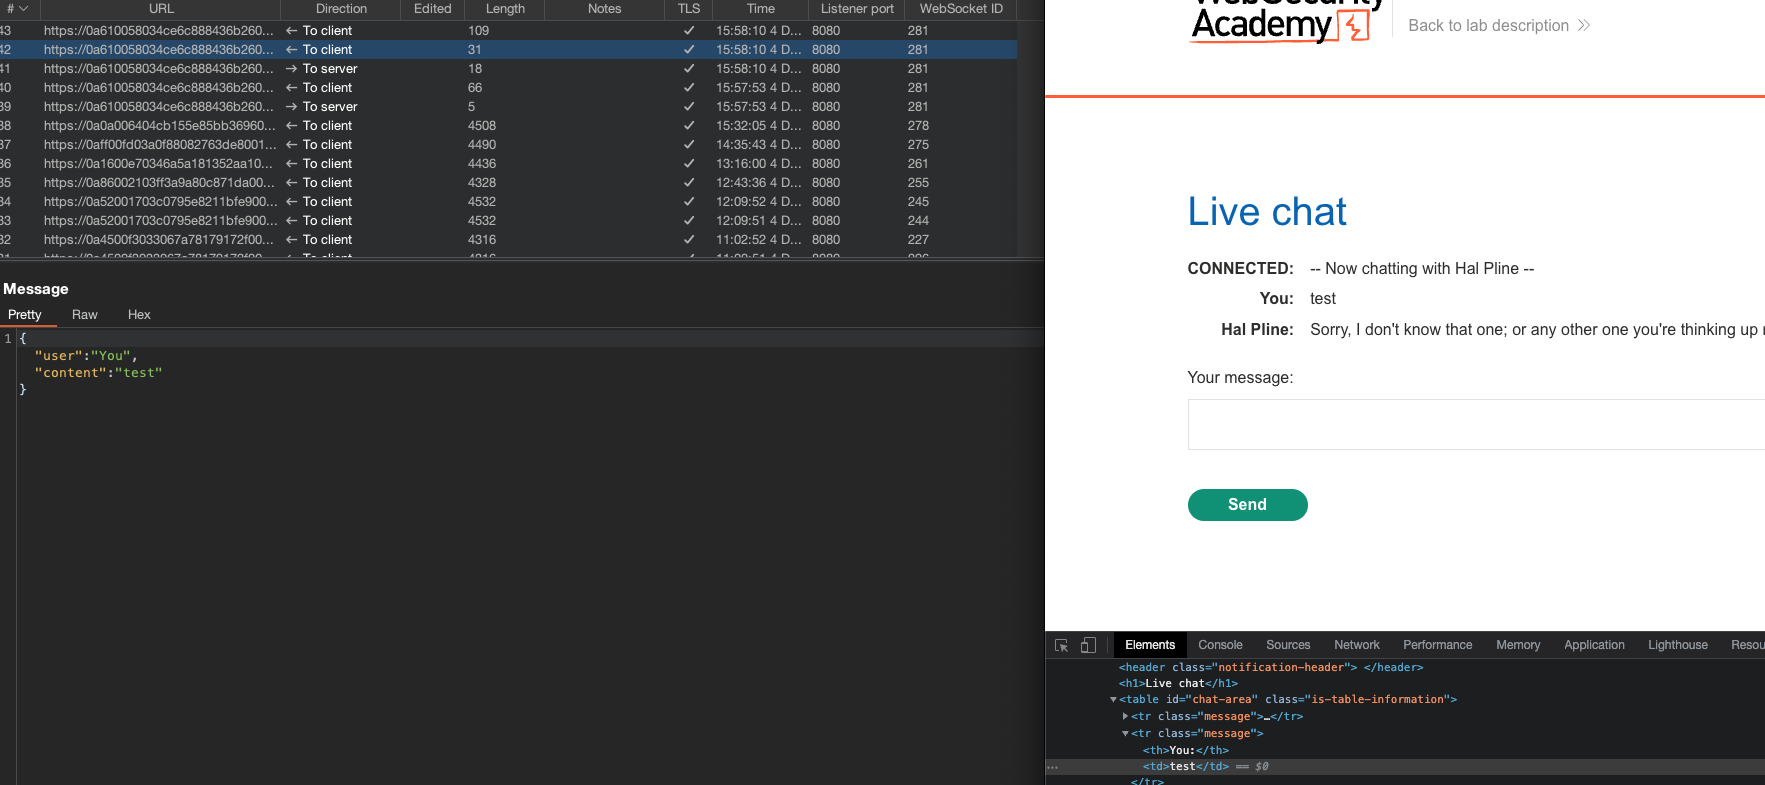 # URL Direction Edited Length Notes TLS Time Listener port WebSocket ID
43 https://0a610058034ce6c888436b260... ← To client 109 ✓ 15:58:10 4 D... 8080 281
42 https://0a610058034ce6c888436b260... ← To client 31 ✓ 15:58:10 4 D... 8080 281
41 https://0a610058034ce6c888436b260... → To server 18 ✓ 15:58:10 4 D... 8080 281
40 https://0a610058034ce6c888436b260... ← To client 66 ✓ 15:57:53 4 D... 8080 281
39 https://0a610058034ce6c888436b260... → To server 5 ✓ 15:57:53 4 D... 8080 281
38 https://0a0a006404cb155e85bb36960... ← To client 4508 ✓ 15:32:05 4 D... 8080 278
37 https://0aff00fd03a0f88082763de8001... ← To client 4490 ✓ 14:35:43 4 D... 8080 275
36 https://0a1600e70346a5a181352aa10... ← To client 4436 ✓ 13:16:00 4 D... 8080 261
35 https://0a86002103ff3a9a80c871da00... ← To client 4328 ✓ 12:43:36 4 D... 8080 255
34 https://0a52001703c0795e8211bfe900... ← To client 4532 ✓ 12:09:52 4 D... 8080 245
33 https://0a52001703c0795e8211bfe900... ← To client 4532 ✓ 12:09:51 4 D... 8080 244
32 https://0a4500f3033067a78179172f00... ← To client 4316 ✓ 11:02:52 4 D... 8080 227
Message
Pretty Raw Hex
1 {
"user":"You",
"content":"test"
}
WebSecurity
Academy
Back to lab description
Live chat
CONNECTED: -- Now chatting with Hal Pline --
You: test
Hal Pline: Sorry, I don't know that one; or any other one you're thinking up
Your message:
Send
Elements Console Sources Network Performance Memory Application Lighthouse Resou
<header class="notification-header"> </header>
<h1>Live chat</h1>
▼<table id="chat-area" class="is-table-information">
▶<tr class="message">…</tr>
▼<tr class="message">
<th>You:</th>
... <td>test</td> == $0
</tr>